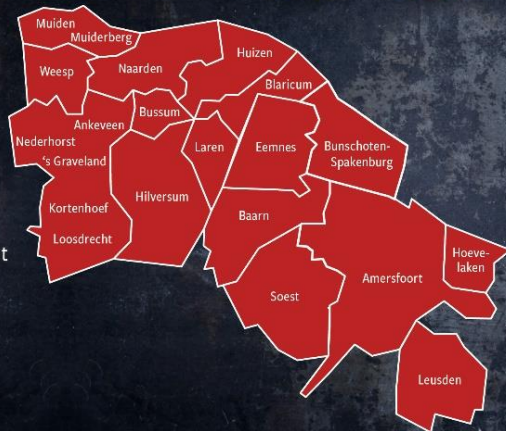 Muiden
Muiderberg
Huizen
Weesp
Naarden
Blaricum
Ankeveen
Bussum
Nederhorst
Laren
Eemnes
Bunschoten-
Spakenburg
's Graveland
Hilversum
Kortenhoef
Baarn
Loosdrecht
Hoeve-
laken
t
Amersfoort
Soest
Leusden